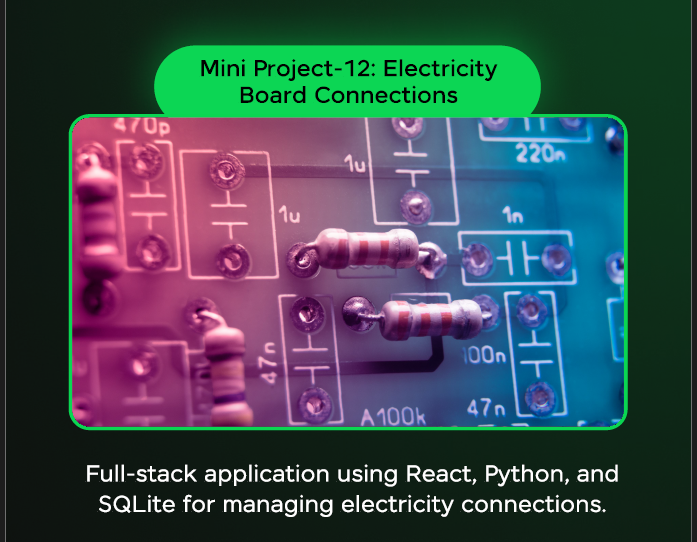 Mini Project-12: Electricity
Board Connections
470p
1u
220n
1u
1n
47n
100n
47n
A100k
Full-stack application using React, Python, and
SQLite for managing electricity connections.